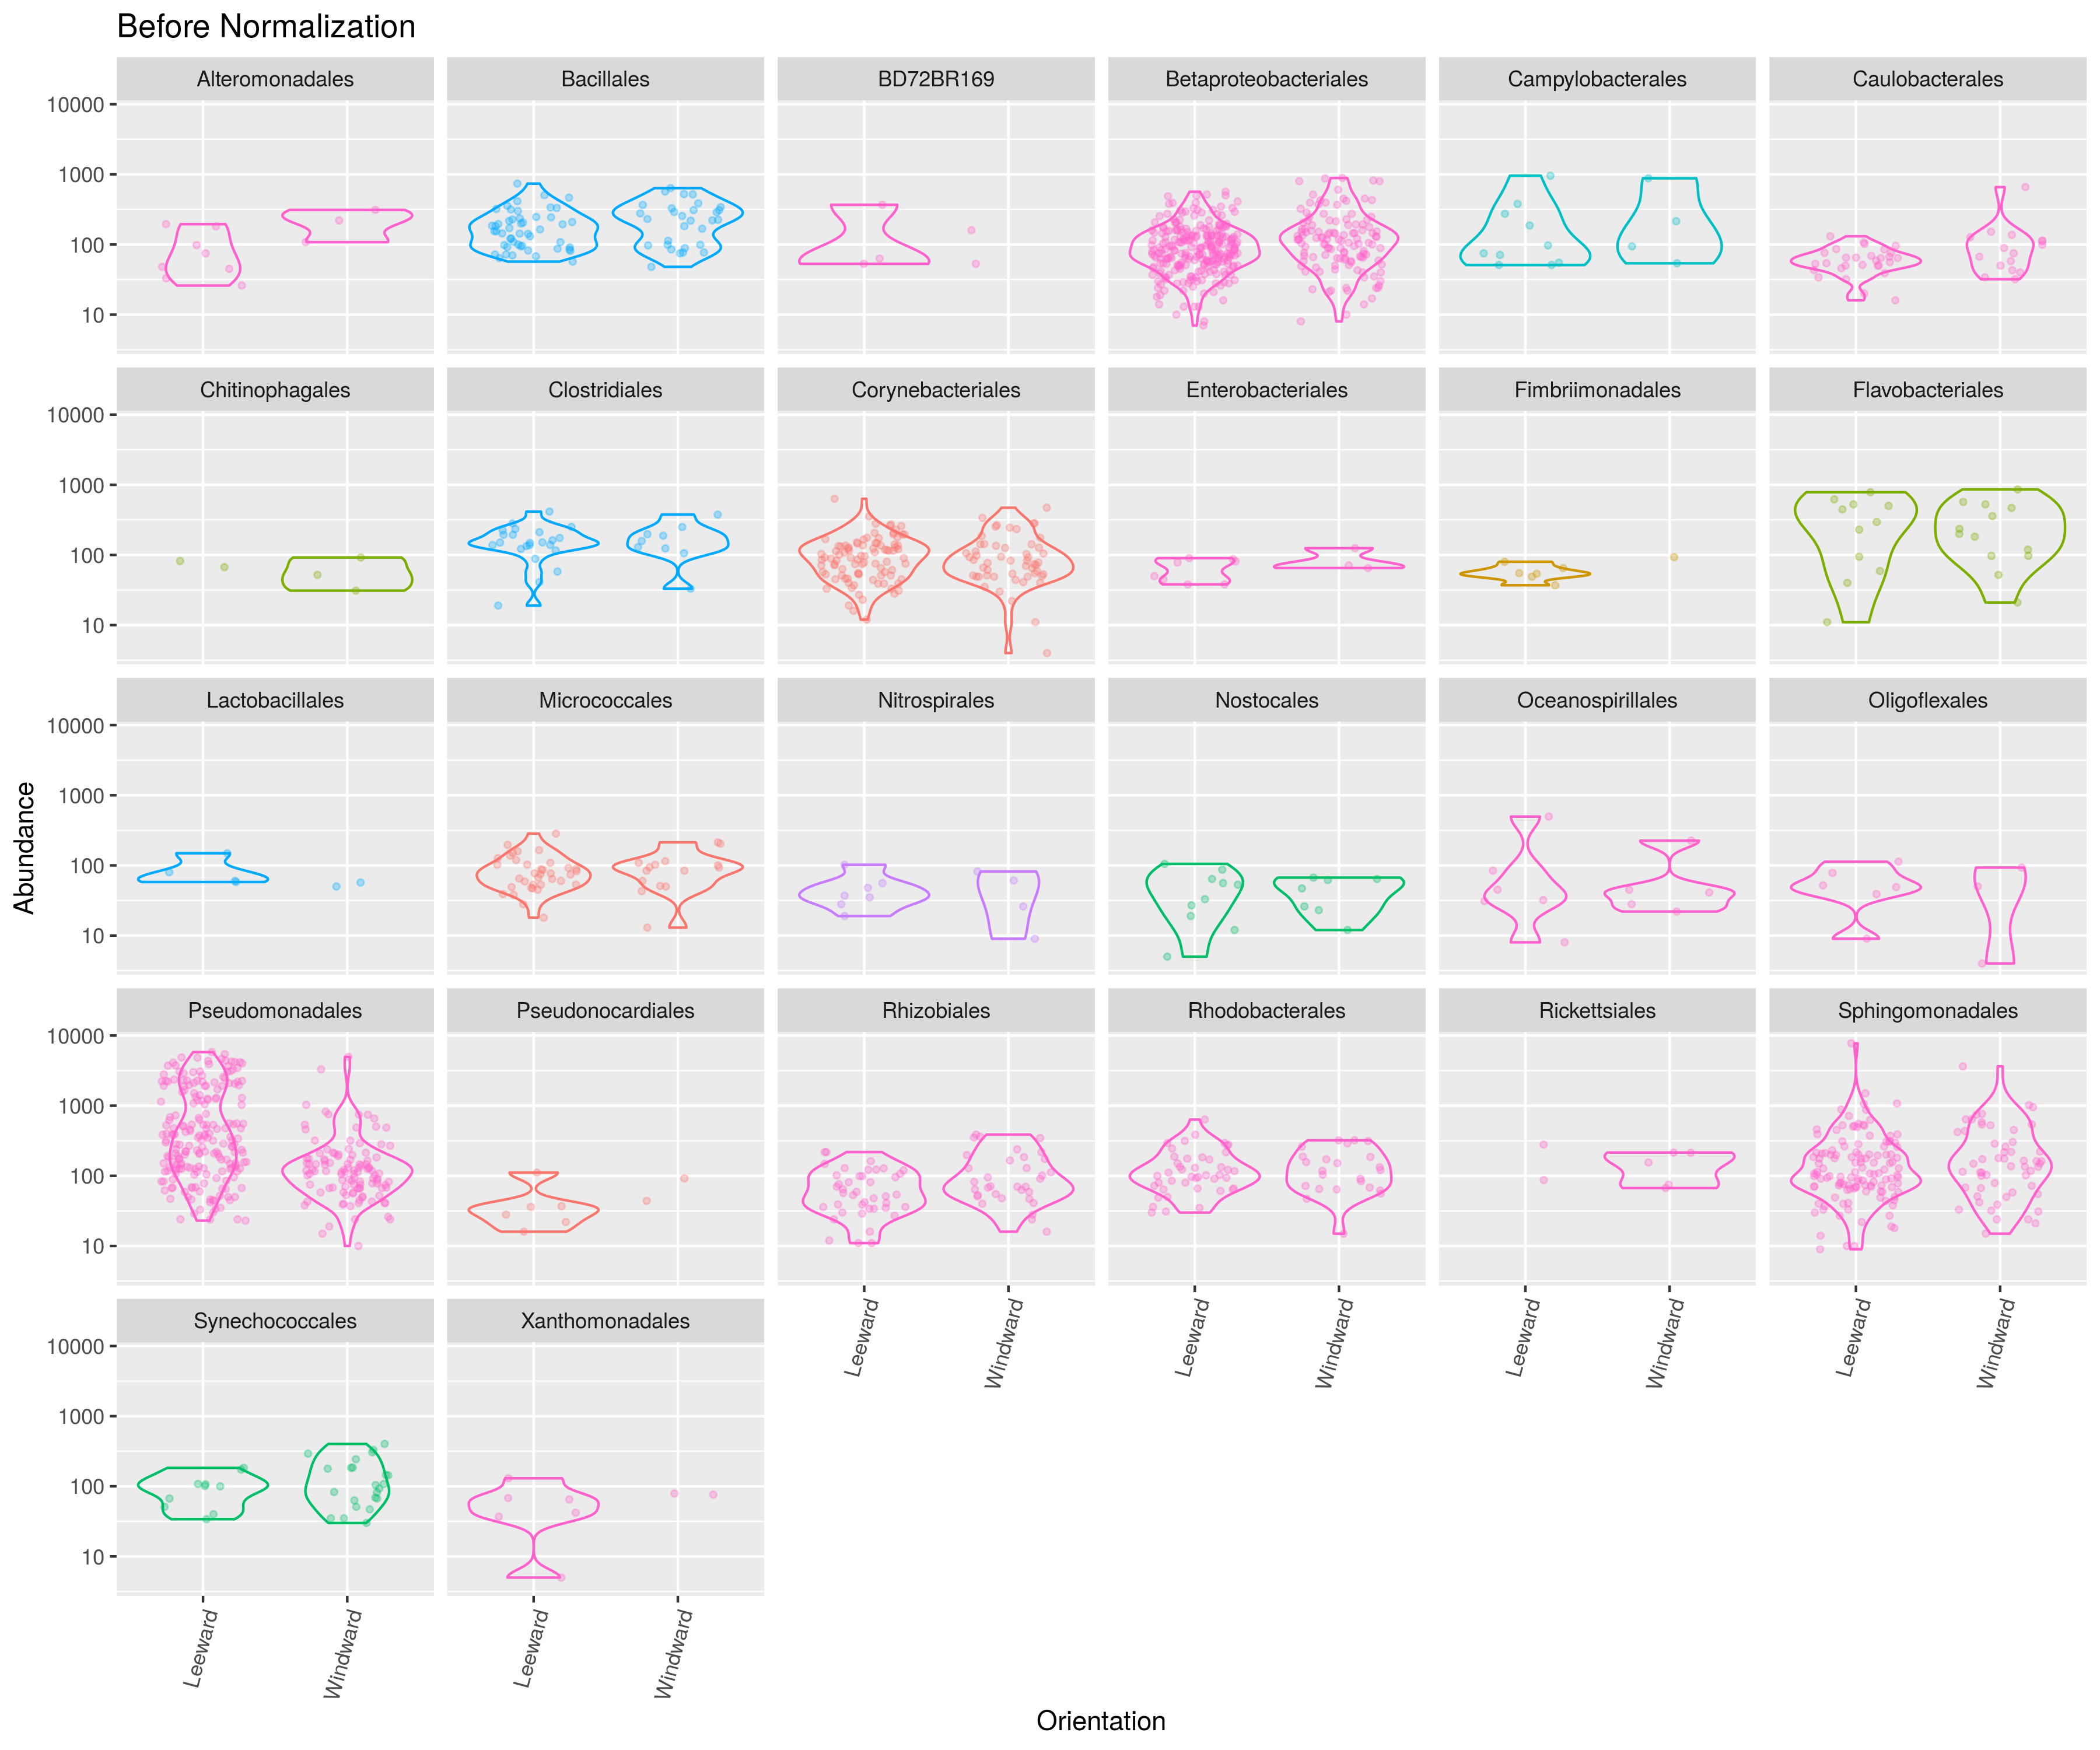 Before Normalization
Alteromonadales Bacillales BD72BR169 Betaproteobacteriales Campylobacterales Caulobacterales
10000
1000
100
10
Chitinophagales Clostridiales Corynebacteriales Enterobacteriales Fimbriimonadales Flavobacteriales
10000
1000
100
10
Lactobacillales Micrococcales Nitrospirales Nostocales Oceanospirillales Oligoflexales
10000
1000
100
10
Abundance
Pseudomonadales Pseudonocardiales Rhizobiales Rhodobacterales Rickettsiales Sphingomonadales
10000
1000
100
10
Leeward Windward Leeward Windward Leeward Windward Leeward Windward
Synechococcales Xanthomonadales
10000
1000
100
10
Leeward Windward Leeward Windward
Orientation